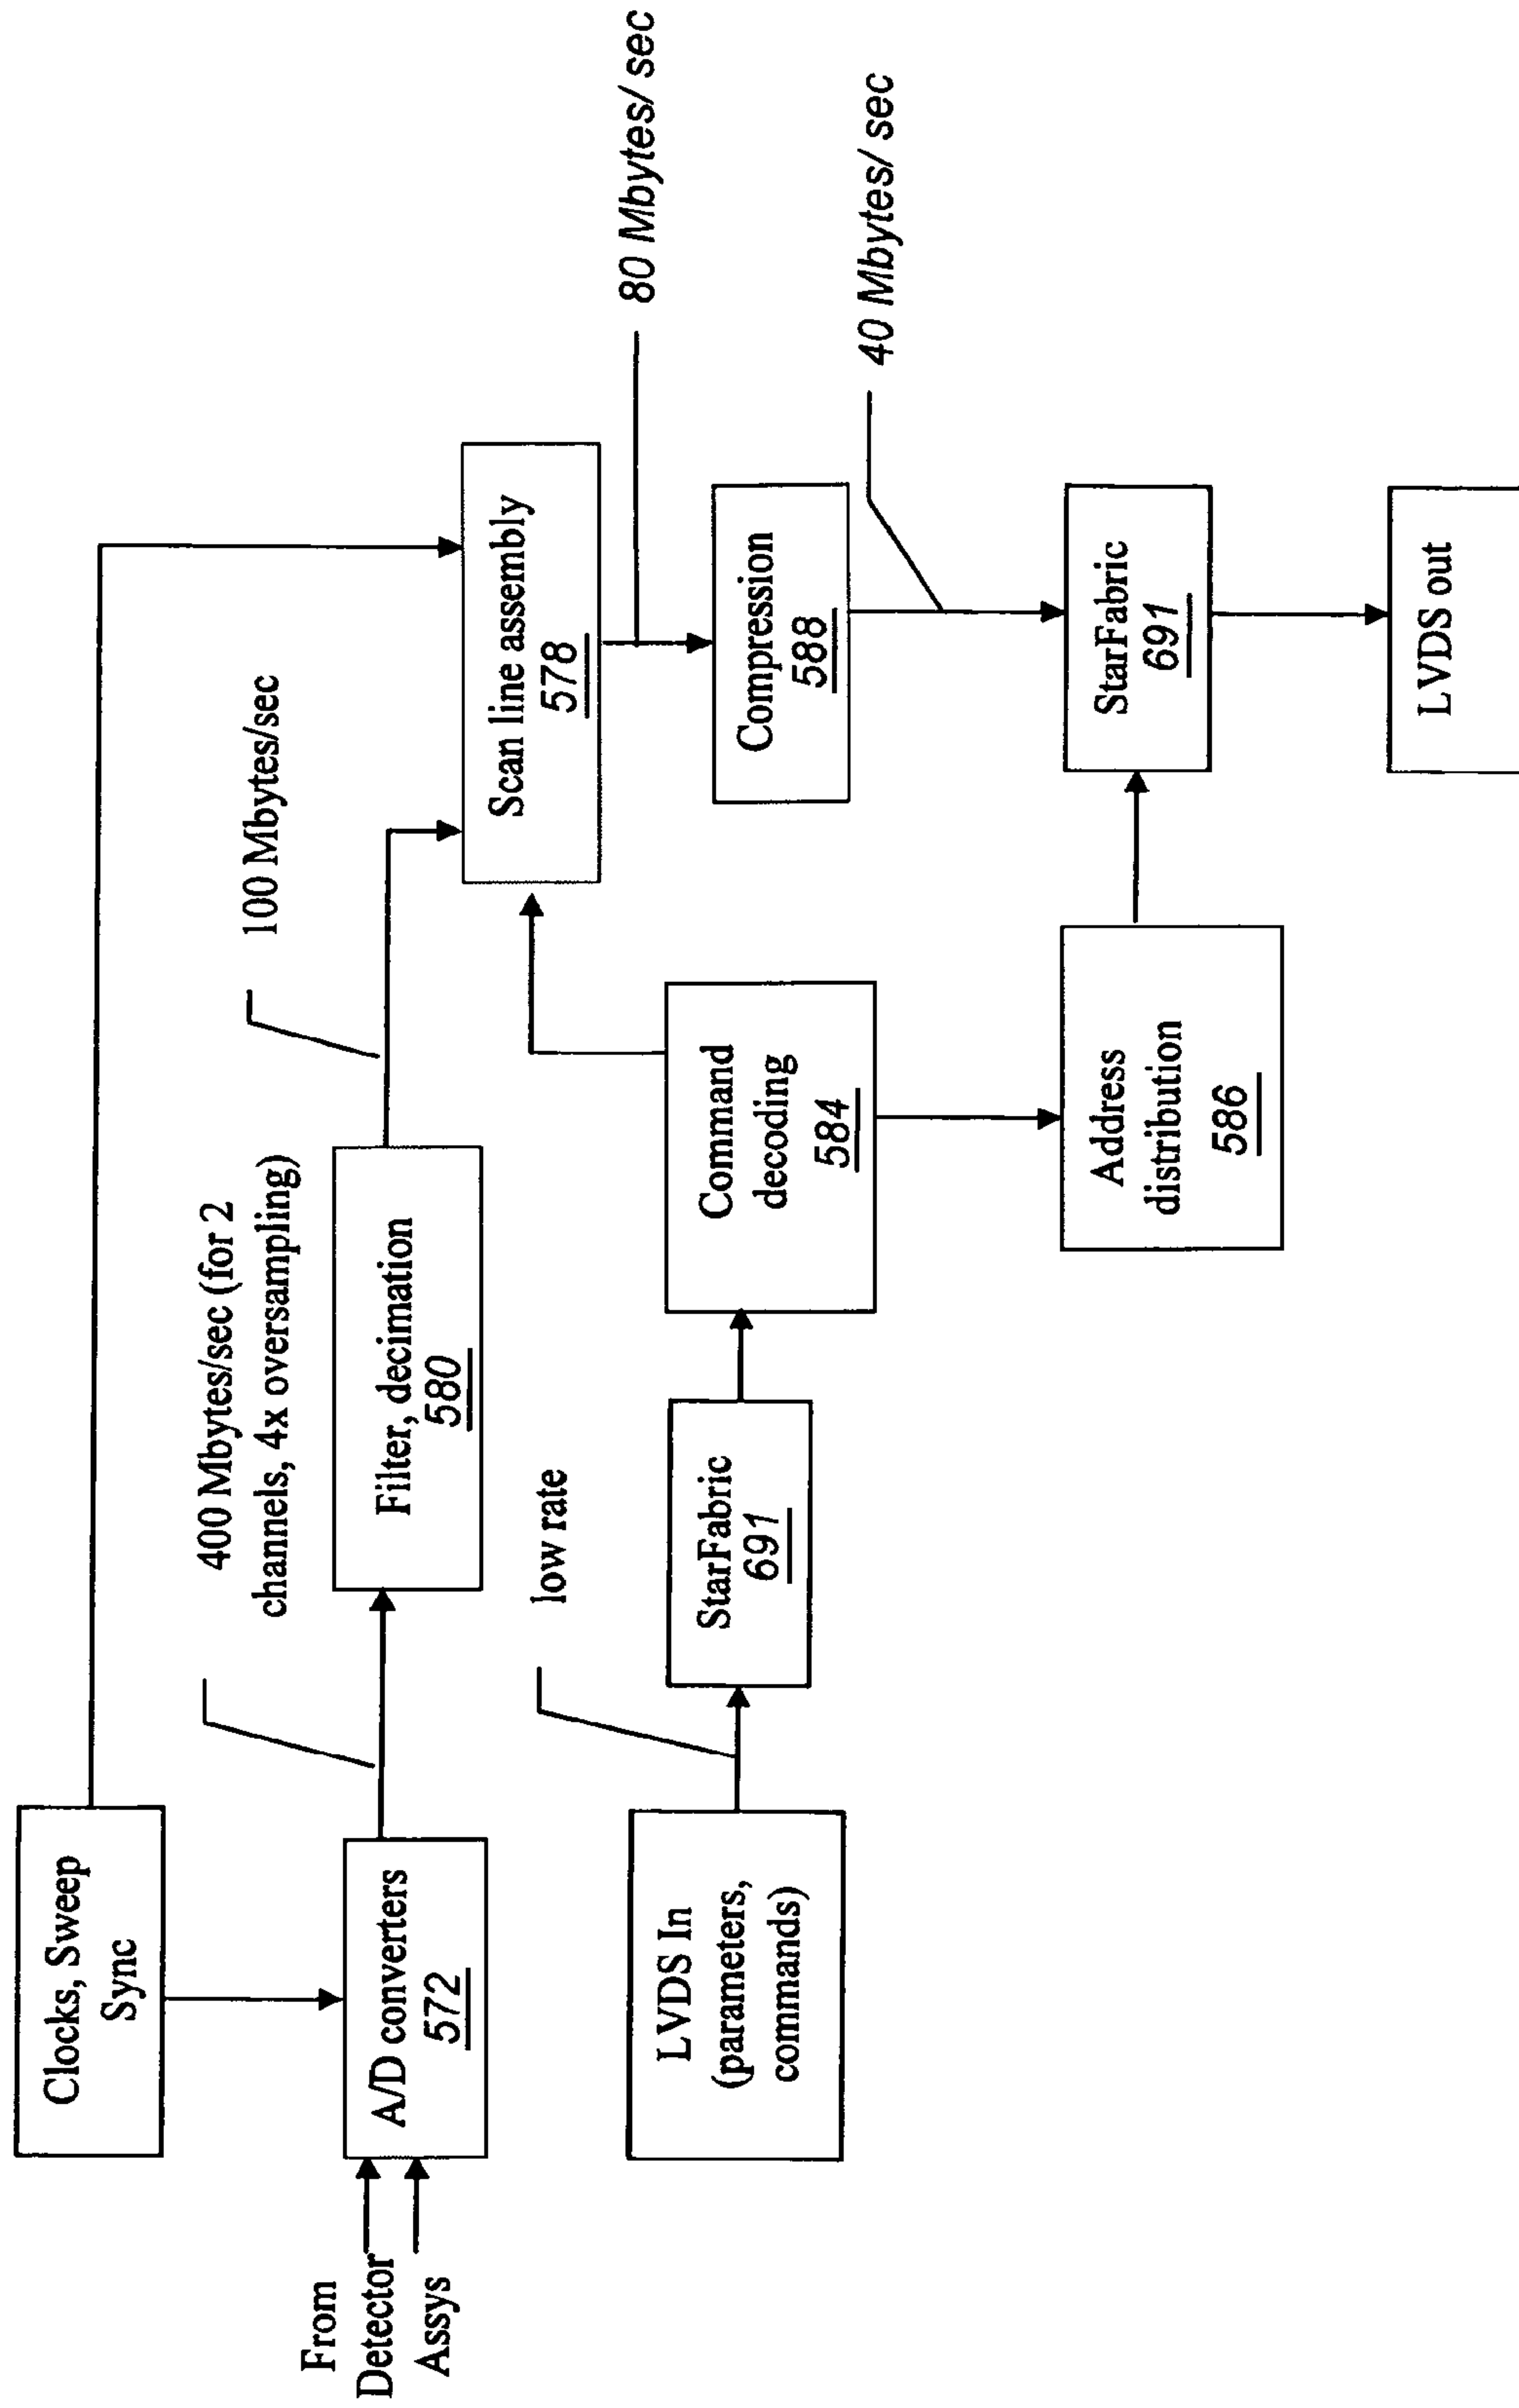 Clocks, Sweep
Sync
400 Mbytes/sec (for 2
channels, 4x oversampling)
100 Mbytes/sec
From
Detector
Assys
A/D converters
572
Filter, decimation
580
Scan line assembly
578
80 Mbytes/ sec
low rate
LVDS In
(parameters,
commands)
StarFabric
691
Command
decoding
584
Compression
588
40 Mbytes/ sec
Address
distribution
586
StarFabric
691
LVDS out